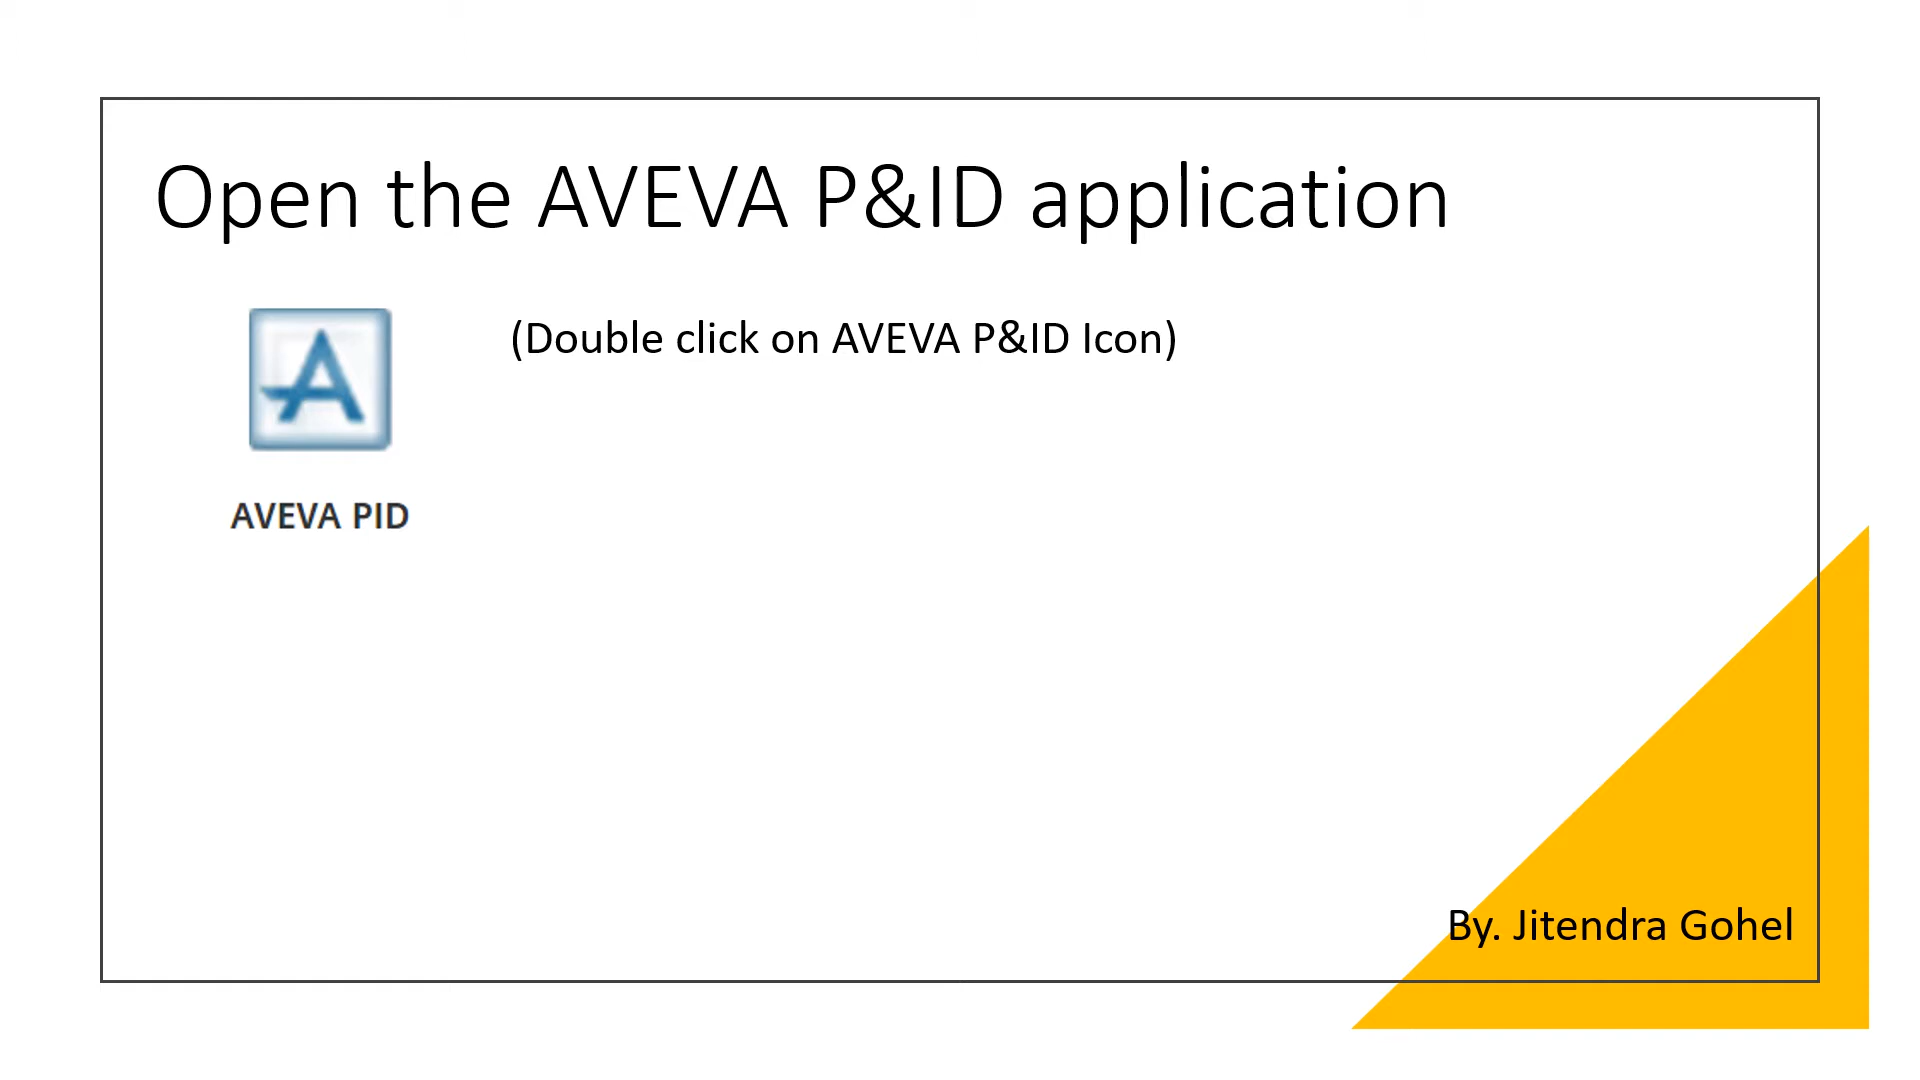 Open the AVEVA P&ID application
(Double click on AVEVA P&ID Icon)
AVEVA PID
By. Jitendra Gohel